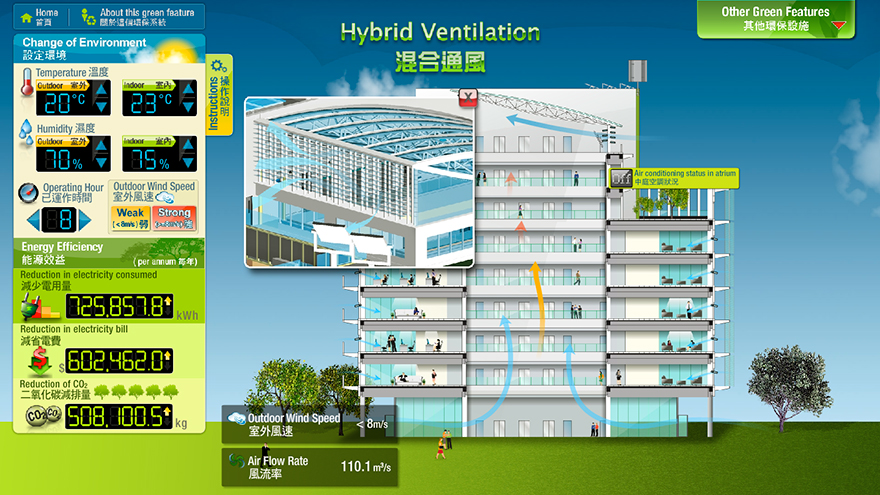 Home
首頁
About this green feature
關於這個環保系統
Hybrid Ventilation
混合通風
Other Green Features
其他環保設施
Change of Environment
設定環境
Instructions
操作說明
Temperature 溫度
Outdoor 室外
Indoor 室內
20°C
23°C
Humidity 濕度
Outdoor 室外
Indoor 室內
70%
75%
Operating Hour
已運作時間
8
Outdoor Wind Speed
室外風速
Weak
(<8m/s) 弱
Strong
Energy Efficiency
能源效益
(per annum 每年)
Reduction in electricity consumed
減少電用量
725,857.8
kWh
Reduction in electricity bill
減省電費
602,462.0
Reduction of CO₂
二氧化碳減排量
508,100.5
kg
X
Air conditioning status in atrium
中庭空調狀況
Outdoor Wind Speed
室外風速
< 8m/s
Air Flow Rate
風流率
110.1 m³/s